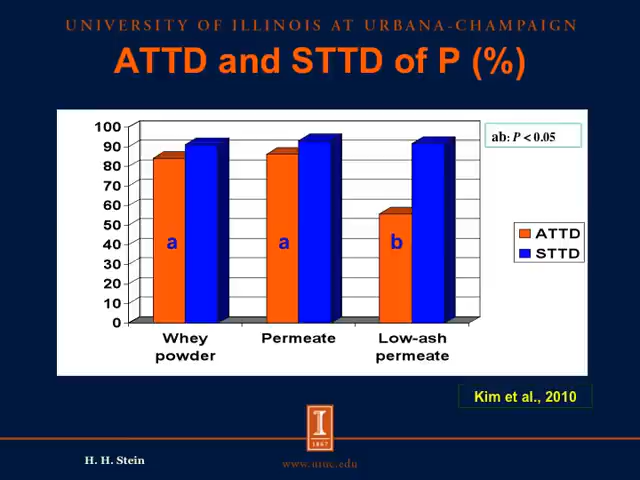 UNIVERSITY OF ILLINOIS AT URBANA-CHAMPAIGN
ATTD and STTD of P (%)
100
90
80
70
60
50
40
30
20
10
0
a
a
b
ab: P < 0.05
ATTD
STTD
Whey powder
Permeate
Low-ash permeate
Kim et al., 2010
I
1867
H. H. Stein
www.uiuc.edu